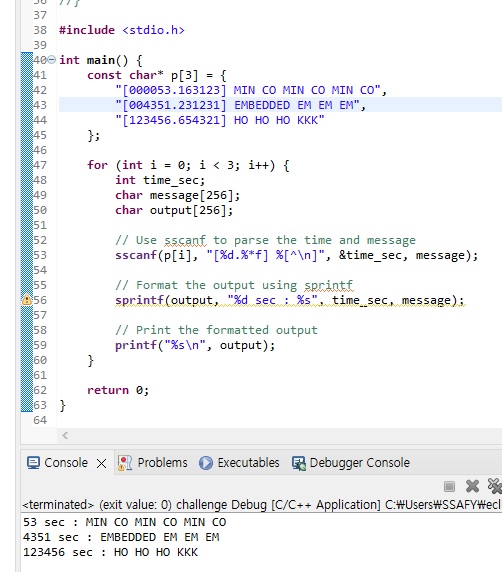 37
38 #include <stdio.h>
39
40 int main() {
41 const char* p[3] = {
42 "[000053.163123] MIN CO MIN CO MIN CO",
43 "[004351.231231] EMBEDDED EM EM EM",
44 "[123456.654321] HO HO HO KKK"
45 };
46
47 for (int i = 0; i < 3; i++) {
48 int time_sec;
49 char message[256];
50 char output[256];
51
52 // Use sscanf to parse the time and message
53 sscanf(p[i], "[%d.%*f] %[^\n]", &time_sec, message);
54
55 // Format the output using sprintf
56 sprintf(output, "%d sec : %s", time_sec, message);
57
58 // Print the formatted output
59 printf("%s\n", output);
60 }
61
62 return 0;
63 }
64
Console Problems Executables Debugger Console
<terminated> (exit value: 0) challenge Debug [C/C++ Application] C:₩Users₩SSAFY₩ecl
53 sec : MIN CO MIN CO MIN CO
4351 sec : EMBEDDED EM EM EM
123456 sec : HO HO HO KKK